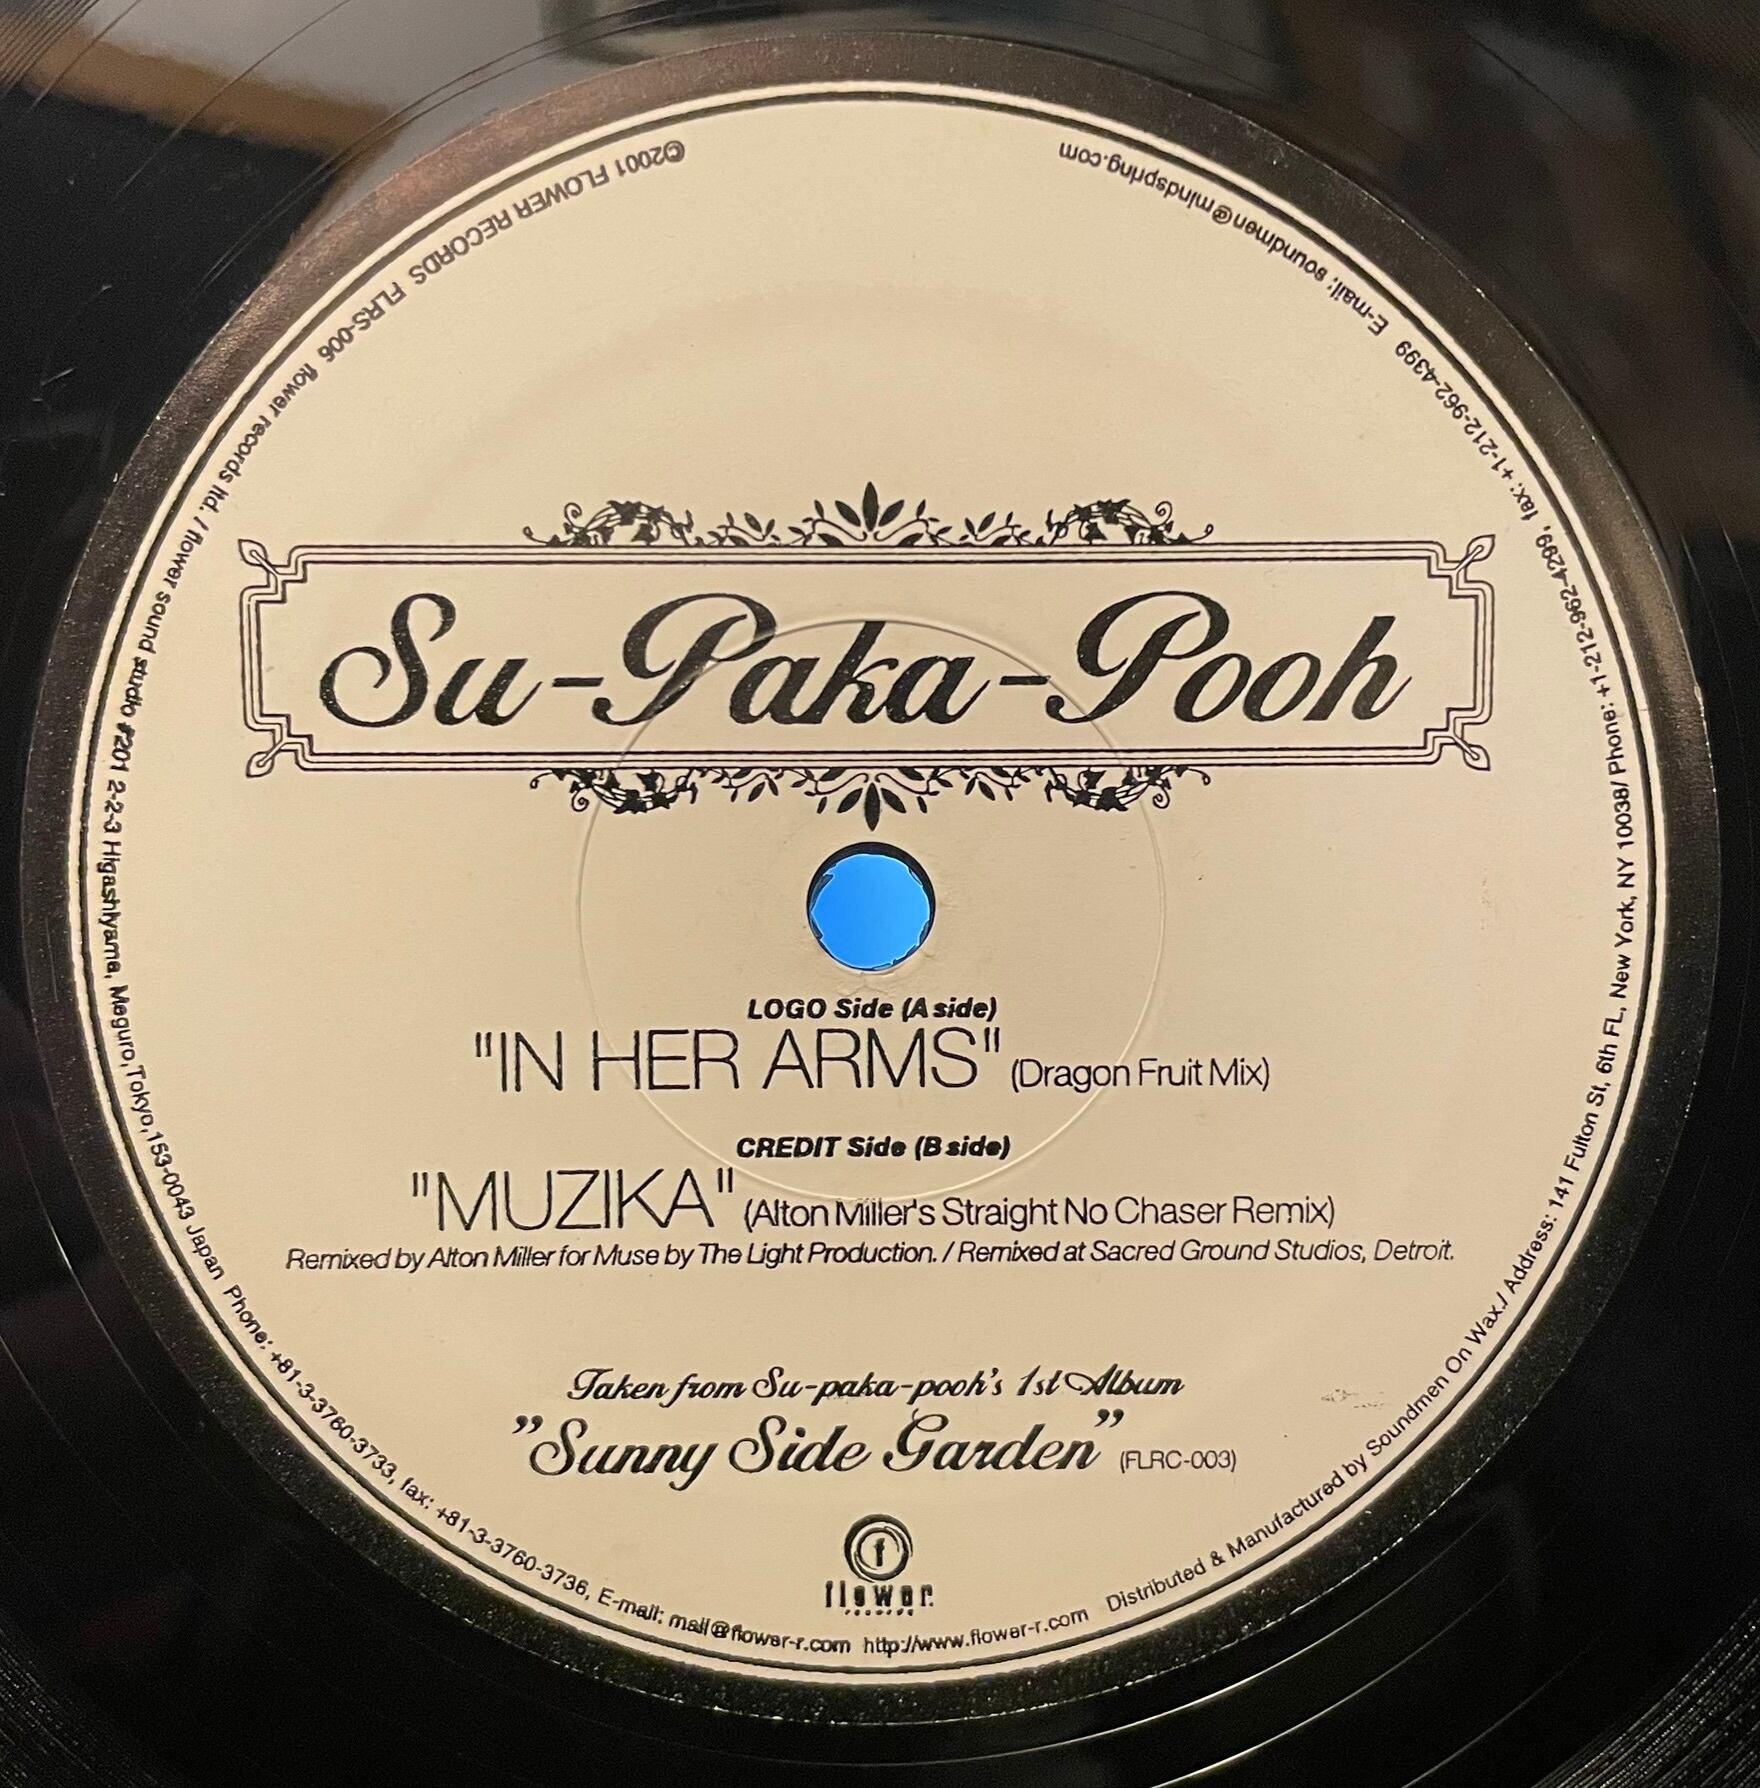 Su-Paka-Pooh
LOGO Side (A side)
"IN HER ARMS" (Dragon Fruit Mix)
CREDIT Side (B side)
"MUZIKA" (Alton Miller's Straight No Chaser Remix)
Remixed by Alton Miller for Muse by The Light Production. / Remixed at Sacred Ground Studios, Detroit.
Taken from Su-paka-pooh's 1st Album
"Sunny Side Garden" (FLRC-003)
f
flower
records
©2001 FLOWER RECORDS FLRS-006 flower records ltd. / flower sound studio #201 2-2-3 Higashiyama, Meguro,Tokyo,153-0043 Japan Phone: +81-3-3760-3733, fax: +81-3-3760-3736, E-mail: mail@flower-r.com http://www.flower-r.com Distributed & Manufactured by Soundmen On Wax./ Address: 141 Fulton St, 6th FL, New York, NY 10038/ Phone: +1-212-962-4299, fax: +1-212-962-4399 E-mail: soundmen@mindspring.com